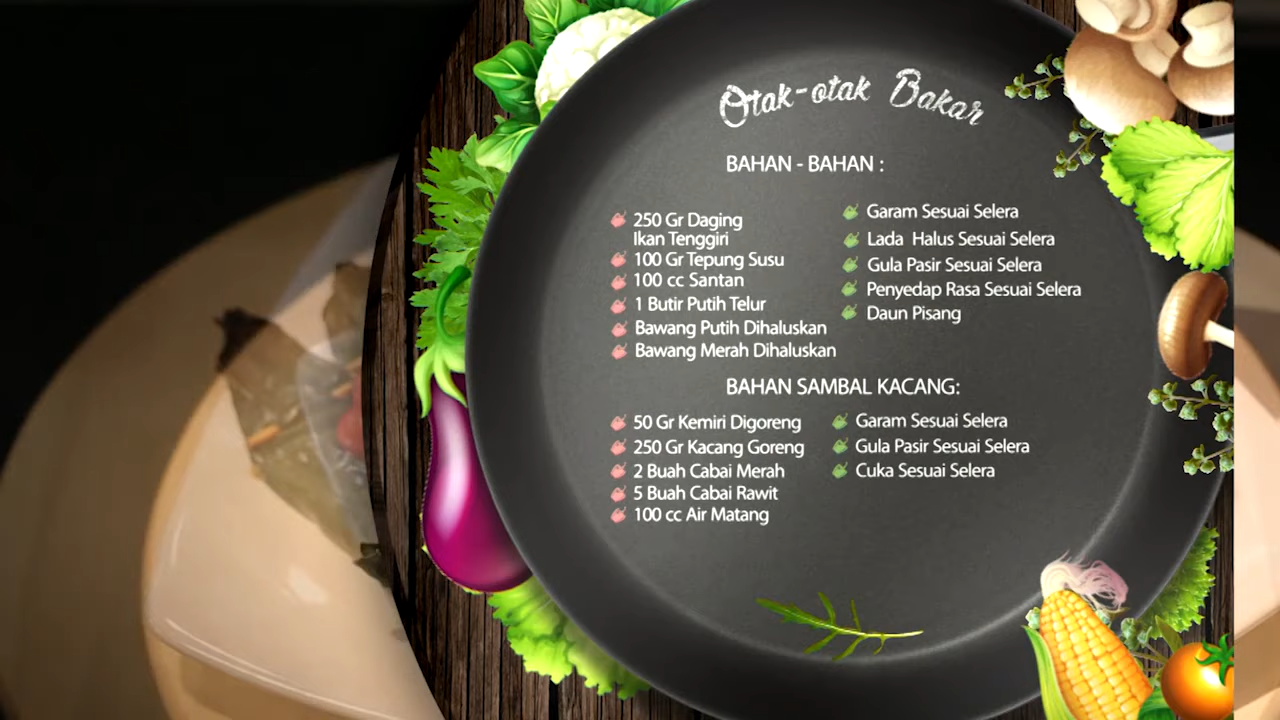 Otak-otak Bakar
BAHAN - BAHAN :
250 Gr Daging
Ikan Tenggiri
100 Gr Tepung Susu
100 cc Santan
1 Butir Putih Telur
Bawang Putih Dihaluskan
Bawang Merah Dihaluskan
Garam Sesuai Selera
Lada Halus Sesuai Selera
Gula Pasir Sesuai Selera
Penyedap Rasa Sesuai Selera
Daun Pisang
BAHAN SAMBAL KACANG:
50 Gr Kemiri Digoreng
250 Gr Kacang Goreng
2 Buah Cabai Merah
5 Buah Cabai Rawit
100 cc Air Matang
Garam Sesuai Selera
Gula Pasir Sesuai Selera
Cuka Sesuai Selera